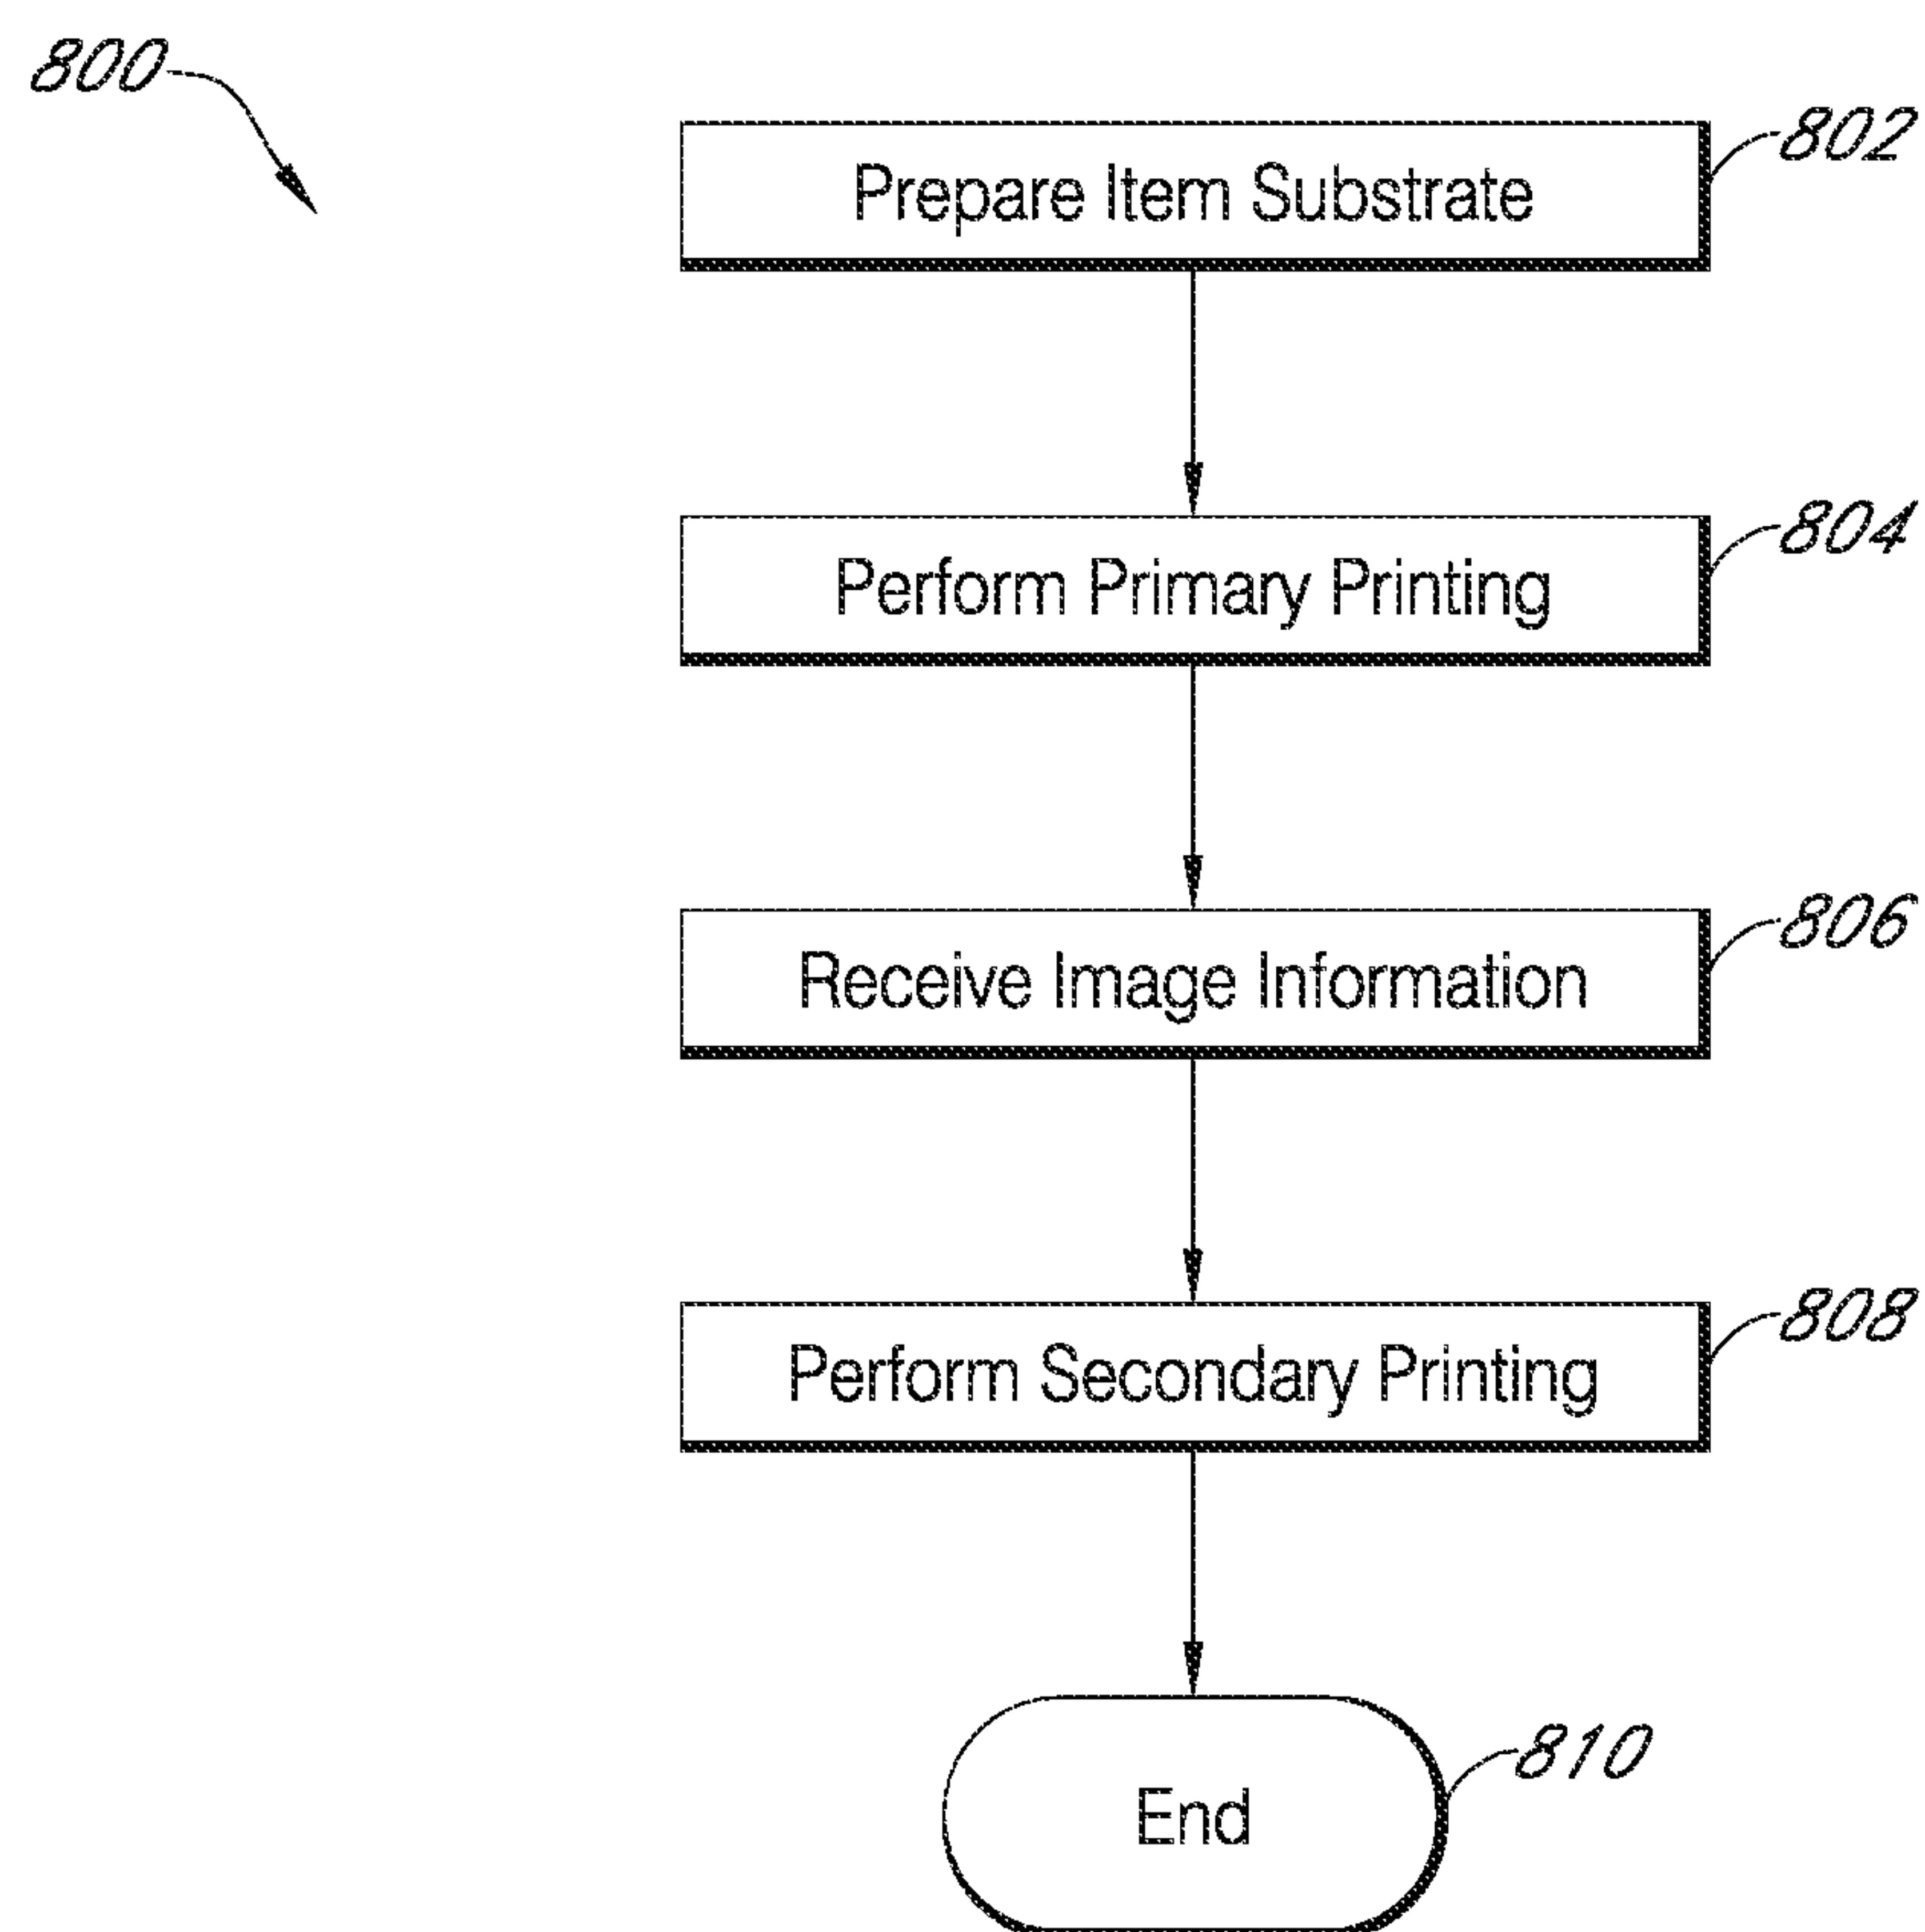 800
Prepare Item Substrate
802
Perform Primary Printing
804
Receive Image Information
806
Perform Secondary Printing
808
End
810